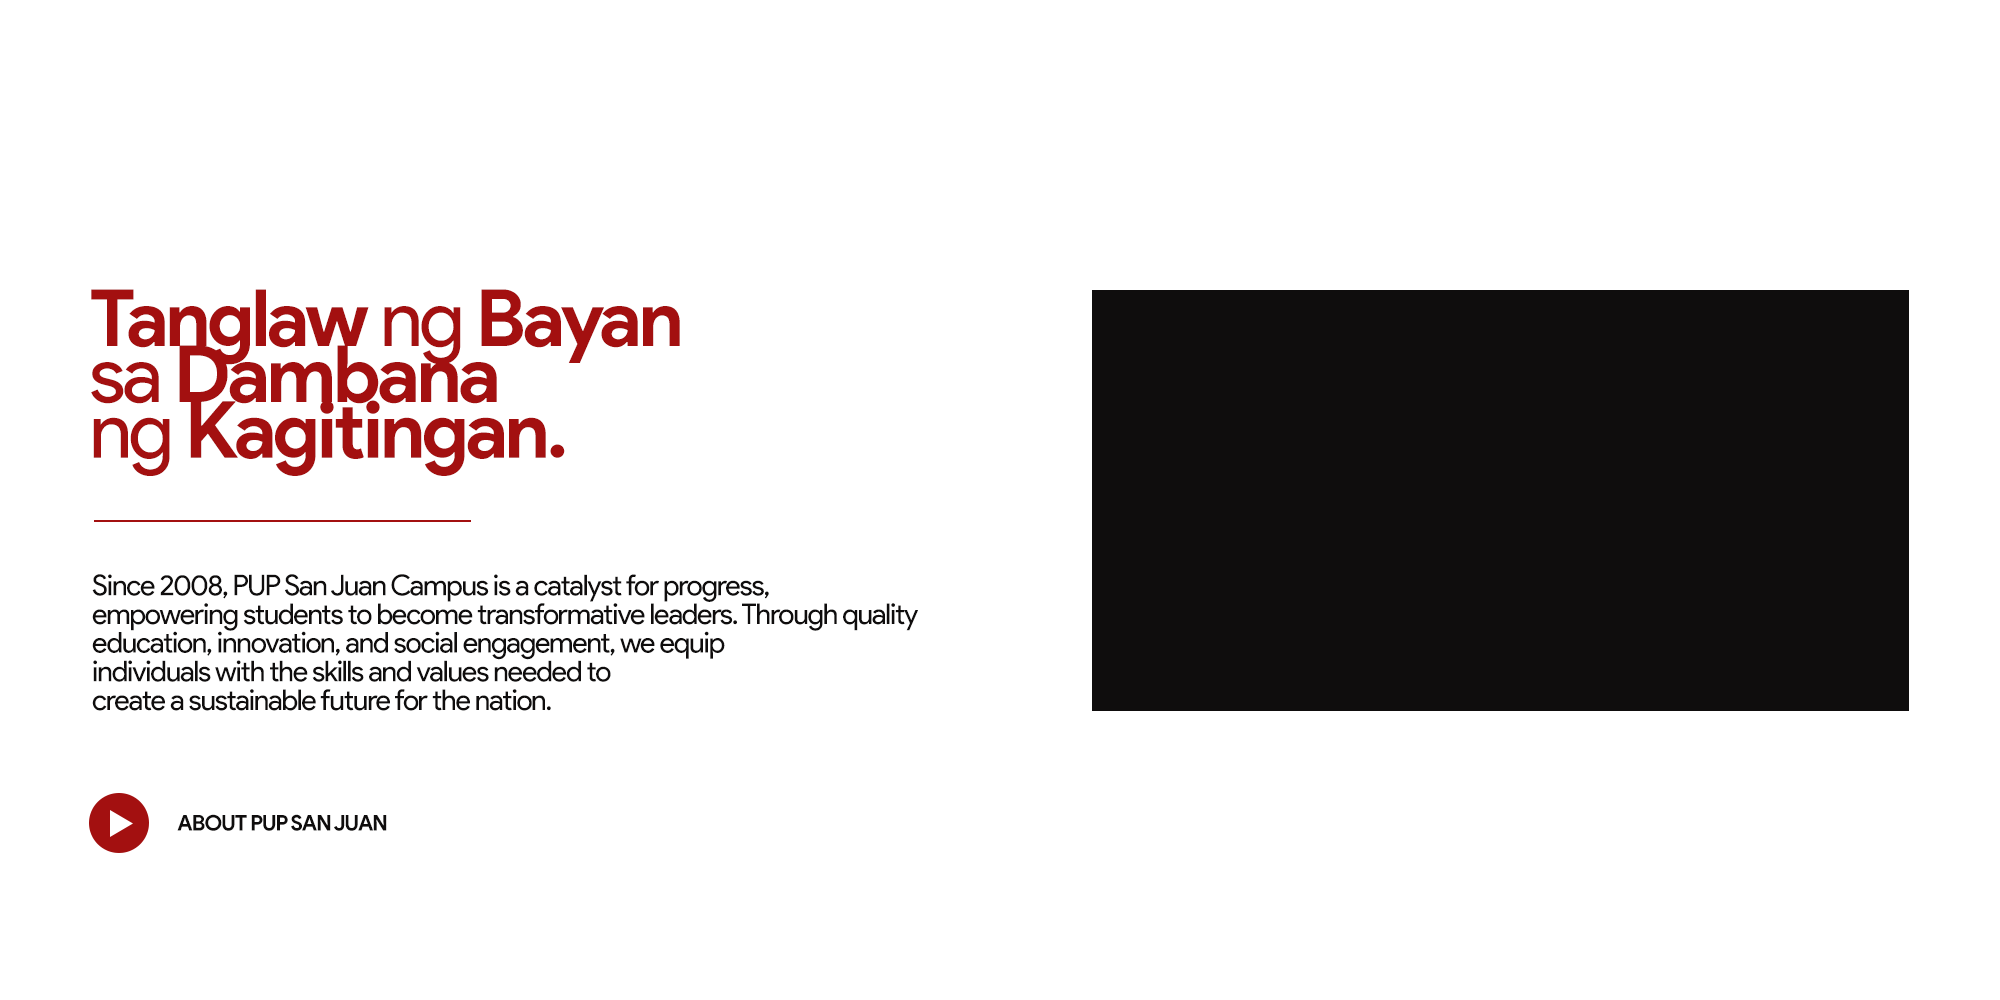 Tanglaw ng Bayan
sa Dambana
ng Kagitingan.
Since 2008, PUP San Juan Campus is a catalyst for progress,
empowering students to become transformative leaders. Through quality
education, innovation, and social engagement, we equip
individuals with the skills and values needed to
create a sustainable future for the nation.
ABOUT PUP SAN JUAN